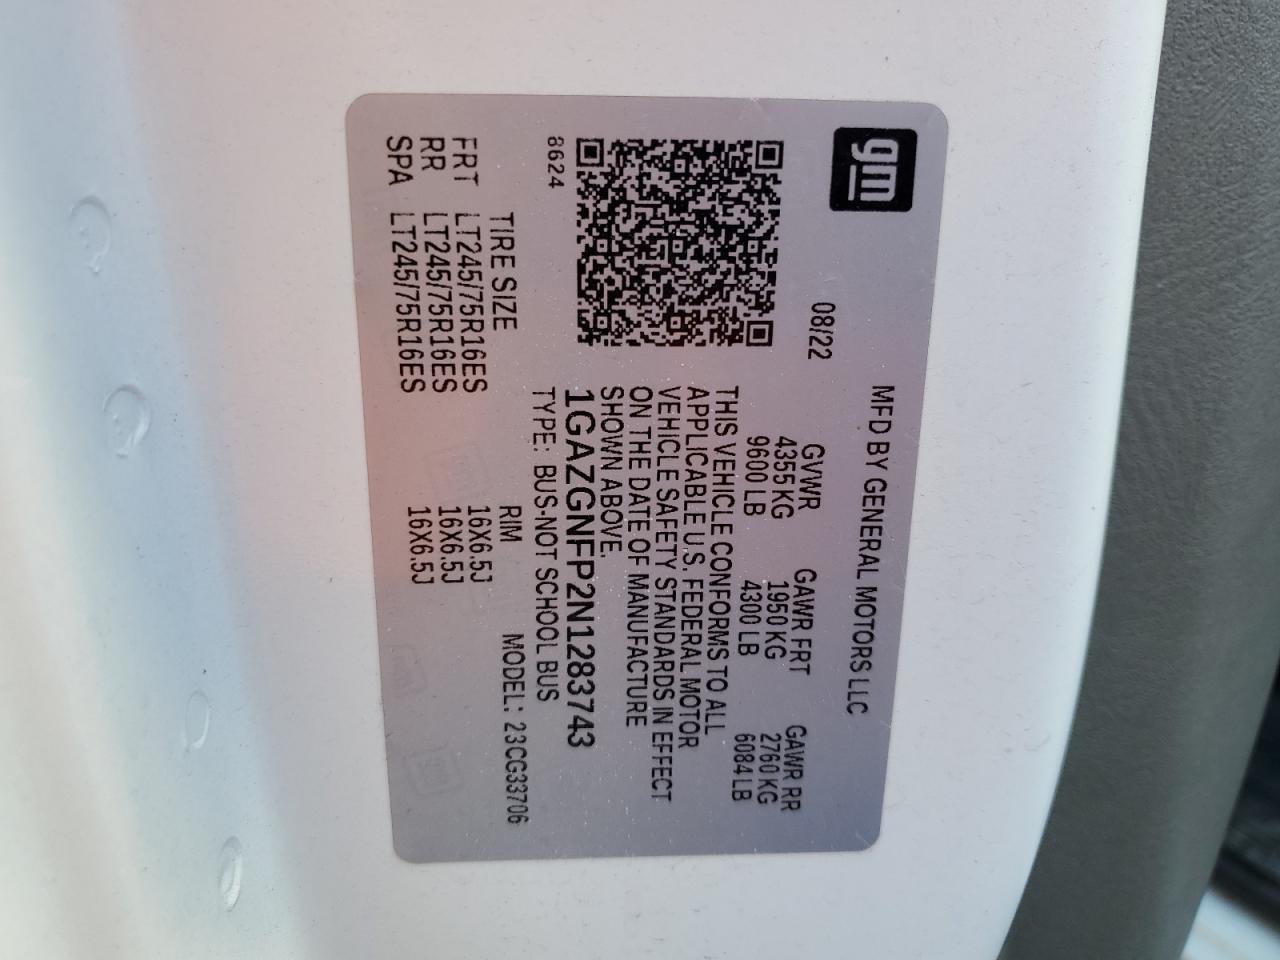 gm
MFD BY GENERAL MOTORS LLC
08/22
GVWR GAWR FRT GAWR RR
4355 KG 1950 KG 2760 KG
9600 LB 4300 LB 6084 LB
THIS VEHICLE CONFORMS TO ALL
APPLICABLE U.S. FEDERAL MOTOR
VEHICLE SAFETY STANDARDS IN EFFECT
ON THE DATE OF MANUFACTURE
SHOWN ABOVE.
1GAZGNFP2N1283743
8624
TYPE: BUS-NOT SCHOOL BUS
MODEL: 23CG33706
TIRE SIZE RIM
FRT LT245/75R16ES 16X6.5J
RR LT245/75R16ES 16X6.5J
SPA LT245/75R16ES 16X6.5J